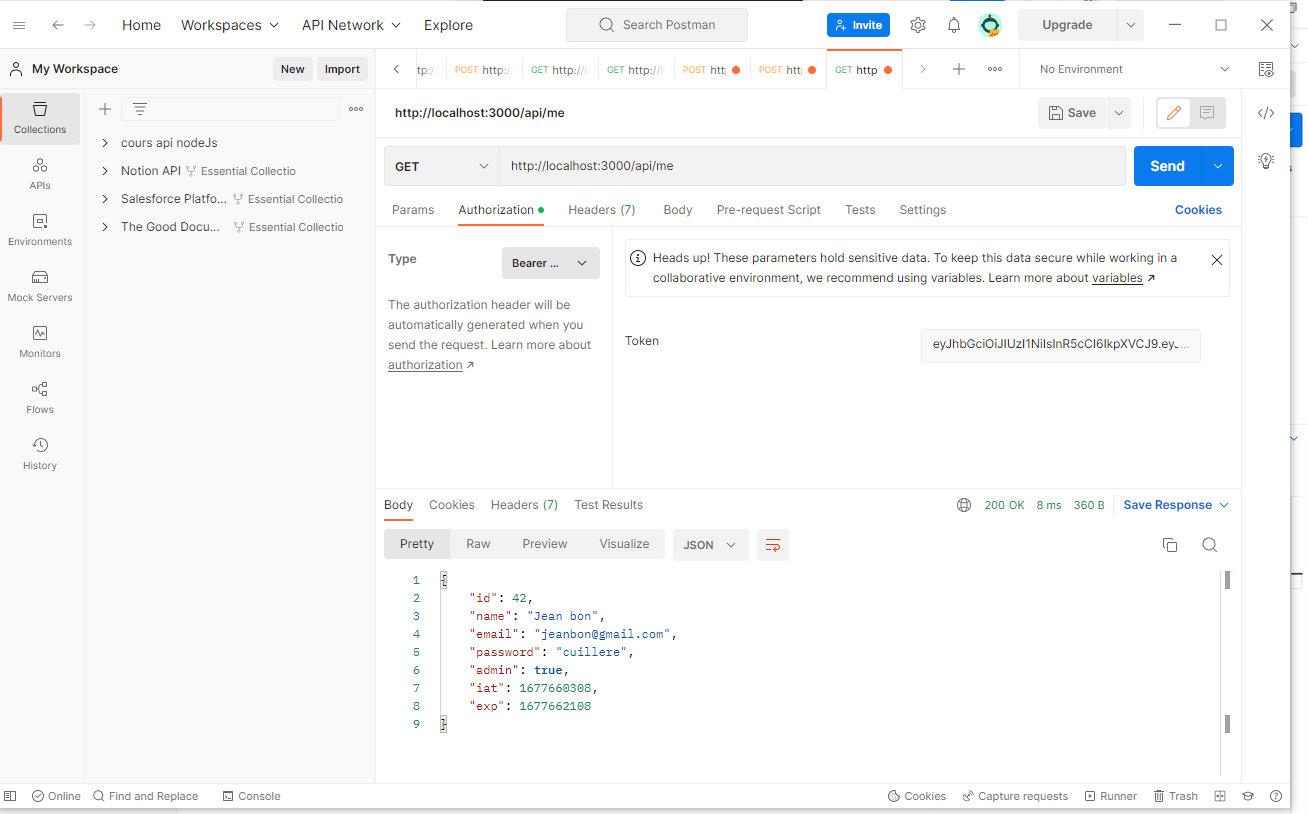 Home Workspaces API Network Explore Search Postman Invite Upgrade
My Workspace New Import
tp:/ POST http:/ GET http://l GET http://l POST htt POST htt GET http No Environment
Collections
APIs
Environments
Mock Servers
Monitors
Flows
History
cours api nodeJs
Notion API Essential Collectio
Salesforce Platfo... Essential Collectio
The Good Docu... Essential Collectio
http://localhost:3000/api/me Save
GET http://localhost:3000/api/me Send
Params Authorization Headers (7) Body Pre-request Script Tests Settings Cookies
Type Bearer ...
The authorization header will be
automatically generated when you
send the request. Learn more about
authorization ↗
Heads up! These parameters hold sensitive data. To keep this data secure while working in a
collaborative environment, we recommend using variables. Learn more about variables ↗
Token eyJhbGciOiJIUzI1NiIsInR5cCI6IkpXVCJ9.eyJ...
Body Cookies Headers (7) Test Results 200 OK 8 ms 360 B Save Response
Pretty Raw Preview Visualize JSON
1 {
2 "id": 42,
3 "name": "Jean bon",
4 "email": "jeanbon@gmail.com",
5 "password": "cuillere",
6 "admin": true,
7 "iat": 1677660308,
8 "exp": 1677662108
9 }
Online Find and Replace Console Cookies Capture requests Runner Trash